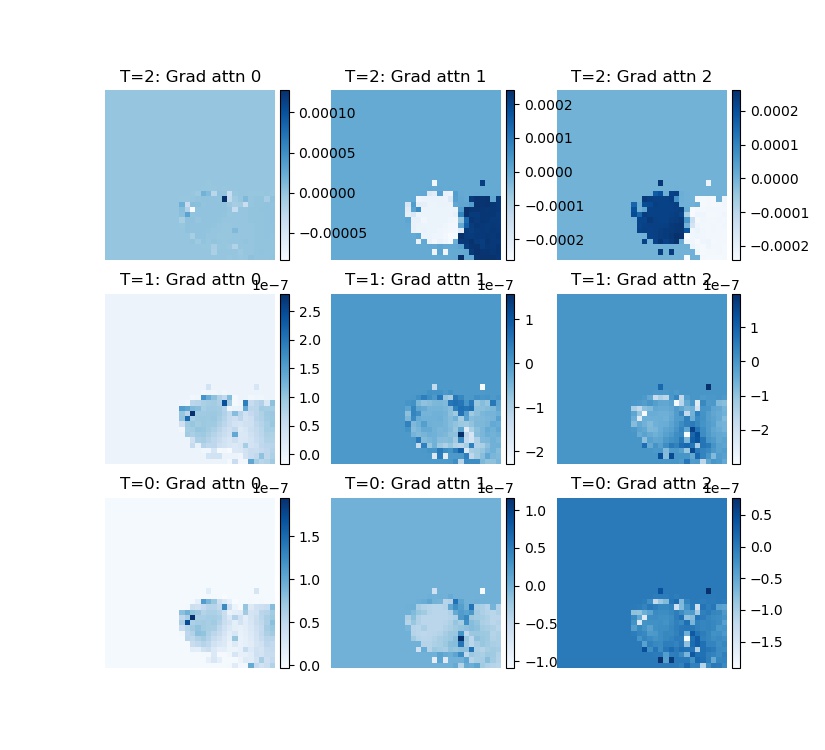 T=2: Grad attn 0
T=2: Grad attn 1
T=2: Grad attn 2
0.00010
0.00005
0.00000
−0.00005
0.0002
0.0001
0.0000
−0.0001
−0.0002
0.0002
0.0001
0.0000
−0.0001
−0.0002
T=1: Grad attn 0
1e−7
T=1: Grad attn 1
1e−7
T=1: Grad attn 2
1e−7
2.5
2.0
1.5
1.0
0.5
0.0
1
0
−1
−2
1
0
−1
−2
T=0: Grad attn 0
1e−7
T=0: Grad attn 1
1e−7
T=0: Grad attn 2
1e−7
1.5
1.0
0.5
0.0
1.0
0.5
0.0
−0.5
−1.0
0.5
0.0
−0.5
−1.0
−1.5